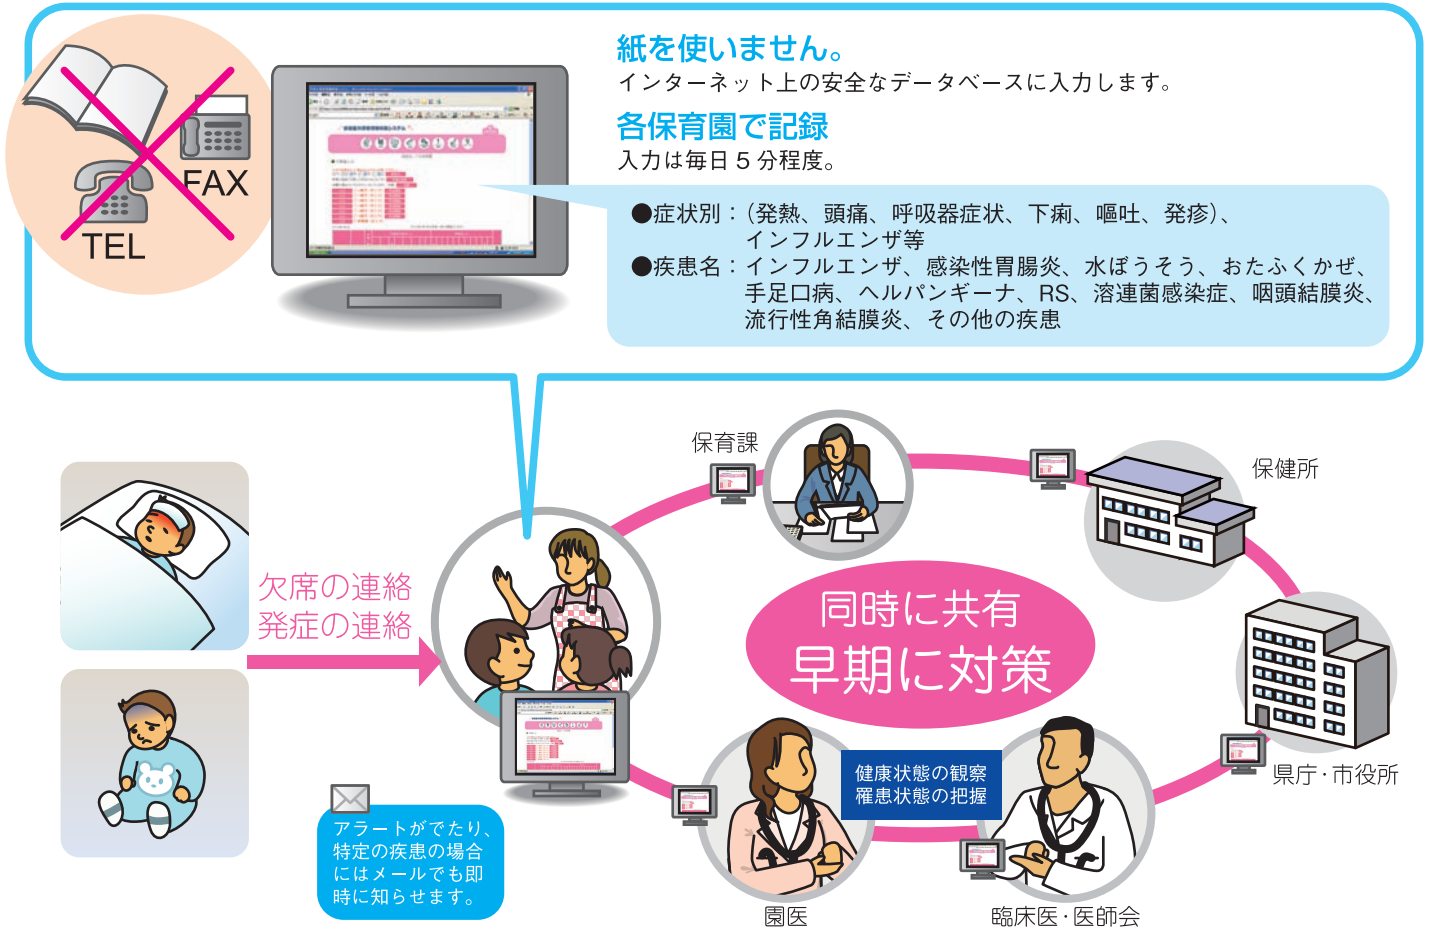 紙を使いません。
インターネット上の安全なデータベースに入力します。
各保育園で記録
入力は毎日５分程度。
FAX
TEL
●症状別：（発熱、頭痛、呼吸器症状、下痢、嘔吐、発疹）、
インフルエンザ等
●疾患名：インフルエンザ、感染性胃腸炎、水ぼうそう、おたふくかぜ、
手足口病、ヘルパンギーナ、RS、溶連菌感染症、咽頭結膜炎、
流行性角結膜炎、その他の疾患
保育課
保健所
欠席の連絡
発症の連絡
同時に共有
早期に対策
健康状態の観察
罹患状態の把握
県庁・市役所
アラートがでたり、
特定の疾患の場合
にはメールでも即
時に知らせます。
園医
臨床医・医師会